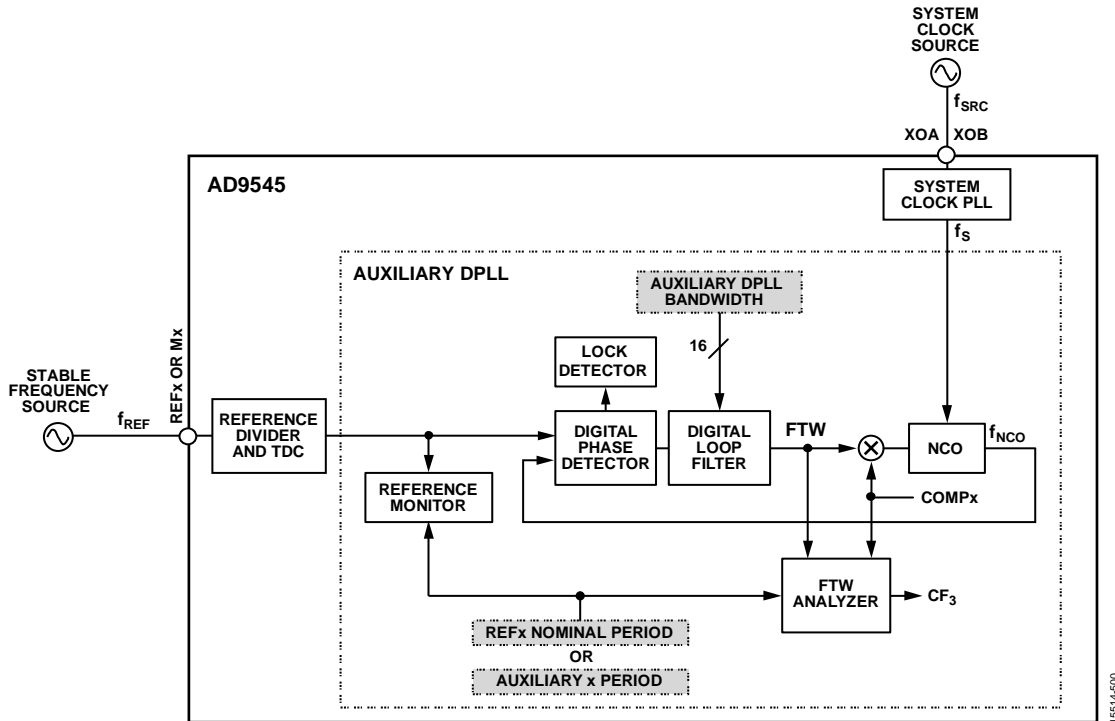 SYSTEM
CLOCK
SOURCE
fSRC
XOA XOB
AD9545
SYSTEM
CLOCK PLL
fS
AUXILIARY DPLL
AUXILIARY DPLL
BANDWIDTH
16
LOCK
DETECTOR
STABLE
FREQUENCY
SOURCE
fREF
REFx OR Mx
REFERENCE
DIVIDER
AND TDC
DIGITAL
PHASE
DETECTOR
DIGITAL
LOOP
FILTER
FTW
NCO
fNCO
REFERENCE
MONITOR
COMPx
FTW
ANALYZER
CF3
REFx NOMINAL PERIOD
OR
AUXILIARY x PERIOD